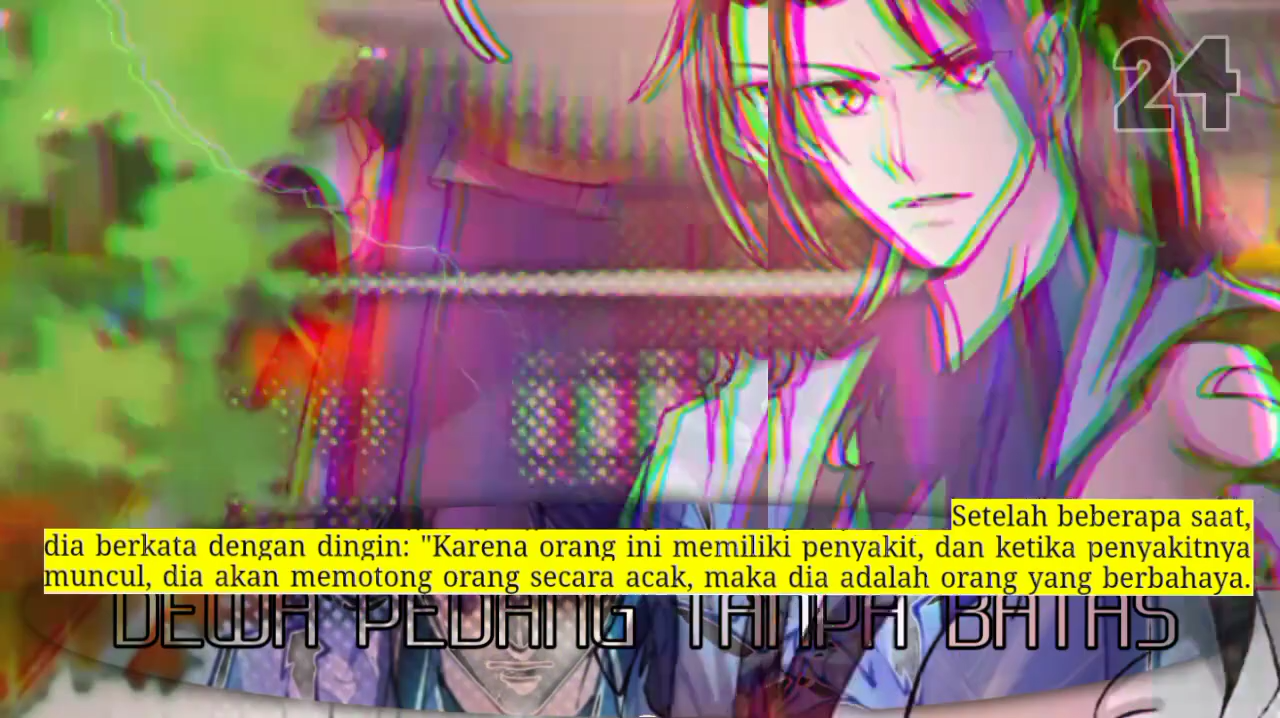 24
Setelah beberapa saat,
dia berkata dengan dingin: "Karena orang ini memiliki penyakit, dan ketika penyakitnya
muncul, dia akan memotong orang secara acak, maka dia adalah orang yang berbahaya.
DEWA PEDANG TANPA BATAS